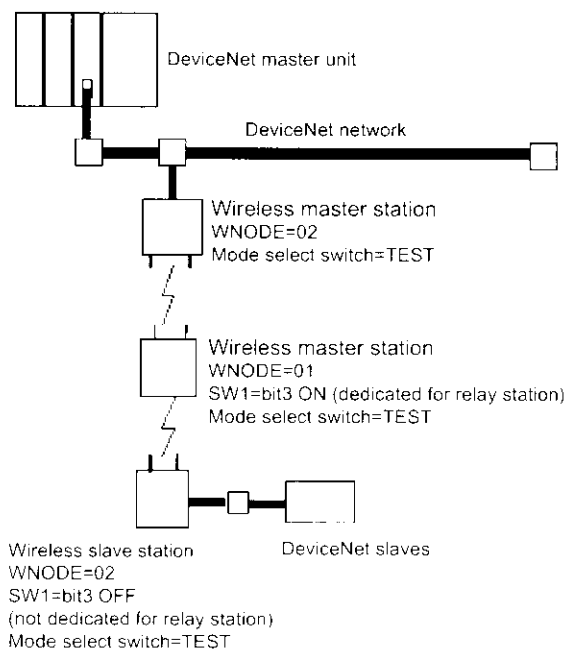 DeviceNet master unit
DeviceNet network
Wireless master station
WNODE=02
Mode select switch=TEST
Wireless master station
WNODE=01
SW1=bit3 ON (dedicated for relay station)
Mode select switch=TEST
DeviceNet slaves
Wireless slave station
WNODE=02
SW1=bit3 OFF
(not dedicated for relay station)
Mode select switch=TEST